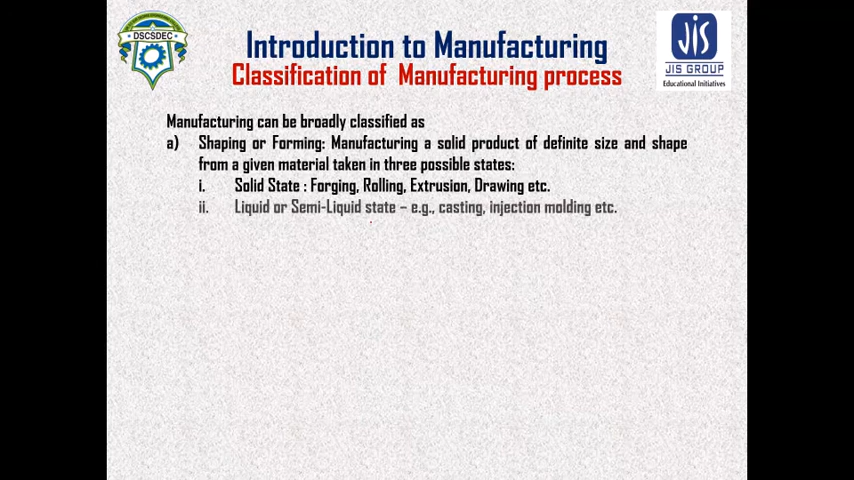 DSCSDEC
JIS
JIS GROUP
Educational Initiatives
Introduction to Manufacturing
Classification of Manufacturing process
Manufacturing can be broadly classified as
a) Shaping or Forming: Manufacturing a solid product of definite size and shape
from a given material taken in three possible states:
i. Solid State : Forging, Rolling, Extrusion, Drawing etc.
ii. Liquid or Semi-Liquid state – e.g., casting, injection molding etc.